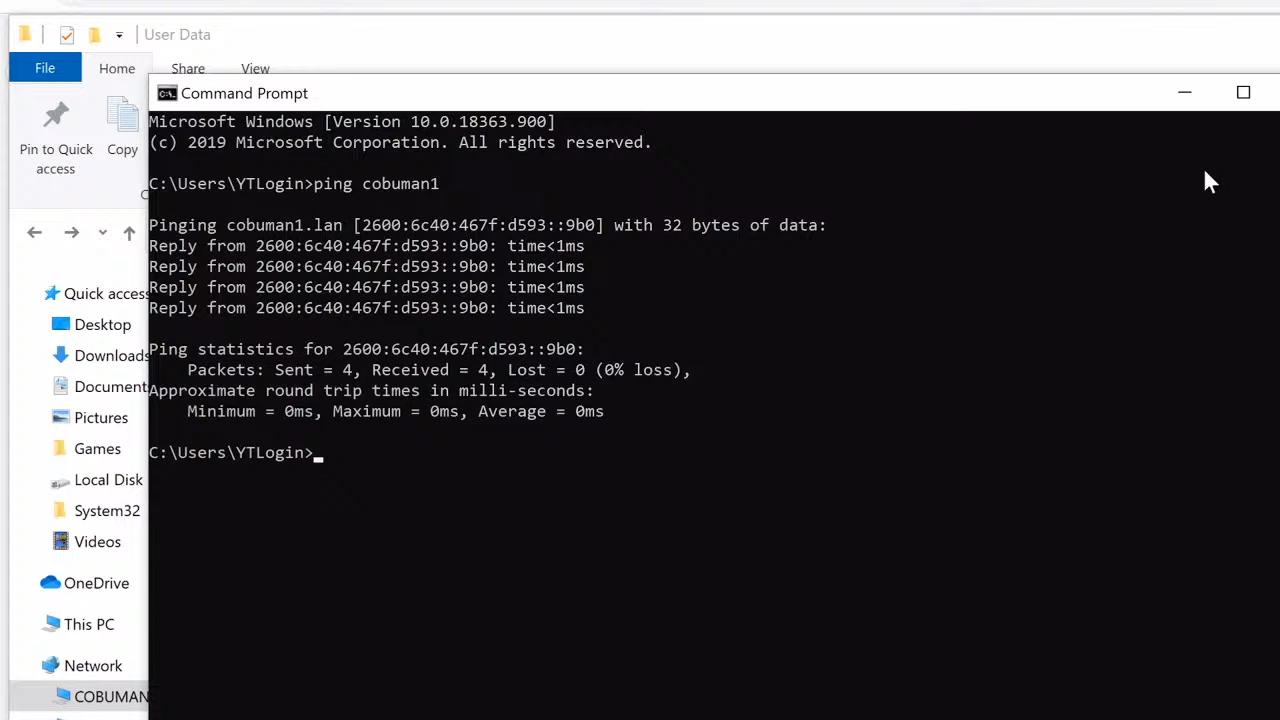 User Data
File Home Share View
Command Prompt
Pin to Quick access
Copy
Microsoft Windows [Version 10.0.18363.900]
(c) 2019 Microsoft Corporation. All rights reserved.
C:\Users\YTLogin>ping cobuman1
Pinging cobuman1.lan [2600:6c40:467f:d593::9b0] with 32 bytes of data:
Reply from 2600:6c40:467f:d593::9b0: time<1ms
Reply from 2600:6c40:467f:d593::9b0: time<1ms
Reply from 2600:6c40:467f:d593::9b0: time<1ms
Reply from 2600:6c40:467f:d593::9b0: time<1ms
Ping statistics for 2600:6c40:467f:d593::9b0:
Packets: Sent = 4, Received = 4, Lost = 0 (0% loss),
Approximate round trip times in milli-seconds:
Minimum = 0ms, Maximum = 0ms, Average = 0ms
C:\Users\YTLogin>
Quick access
Desktop
Downloads
Document
Pictures
Games
Local Disk
System32
Videos
OneDrive
This PC
Network
COBUMAN